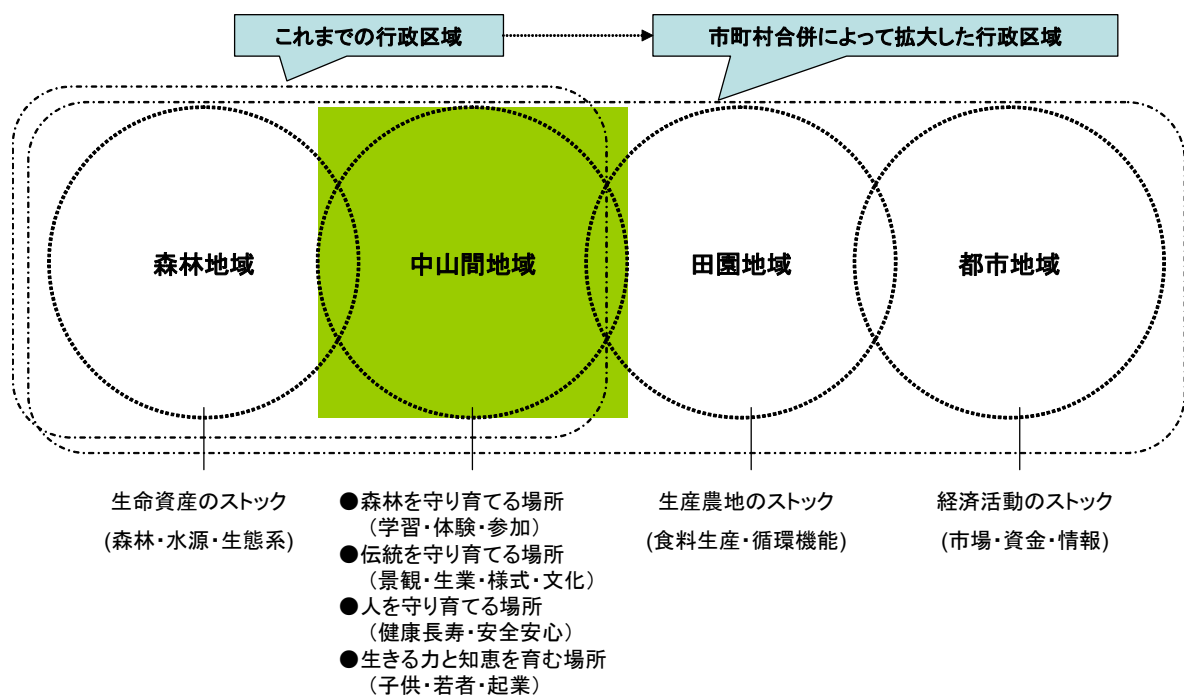 これまでの行政区域
市町村合併によって拡大した行政区域
森林地域
中山間地域
田園地域
都市地域
生命資産のストック
(森林・水源・生態系)
●森林を守り育てる場所
（学習・体験・参加）
●伝統を守り育てる場所
（景観・生業・様式・文化）
●人を守り育てる場所
（健康長寿・安全安心）
●生きる力と知恵を育む場所
（子供・若者・起業）
生産農地のストック
(食料生産・循環機能)
経済活動のストック
(市場・資金・情報)